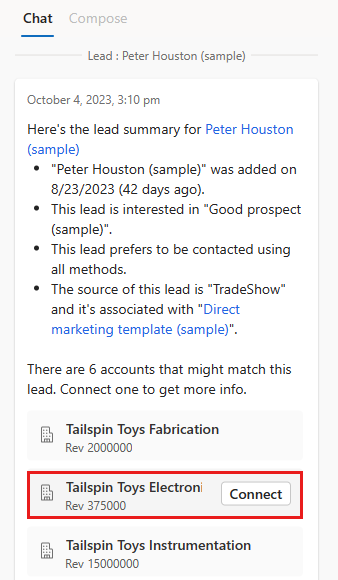 Chat Compose
Lead : Peter Houston (sample)
October 4, 2023, 3:10 pm
Here's the lead summary for Peter Houston
(sample)
• "Peter Houston (sample)" was added on
8/23/2023 (42 days ago).
• This lead is interested in "Good prospect
(sample)".
• This lead prefers to be contacted using
all methods.
• The source of this lead is "TradeShow"
and it's associated with "Direct
marketing template (sample)".
There are 6 accounts that might match this
lead. Connect one to get more info.
Tailspin Toys Fabrication
Rev 2000000
Tailspin Toys Electroni
Connect
Rev 375000
Tailspin Toys Instrumentation
Rev 15000000